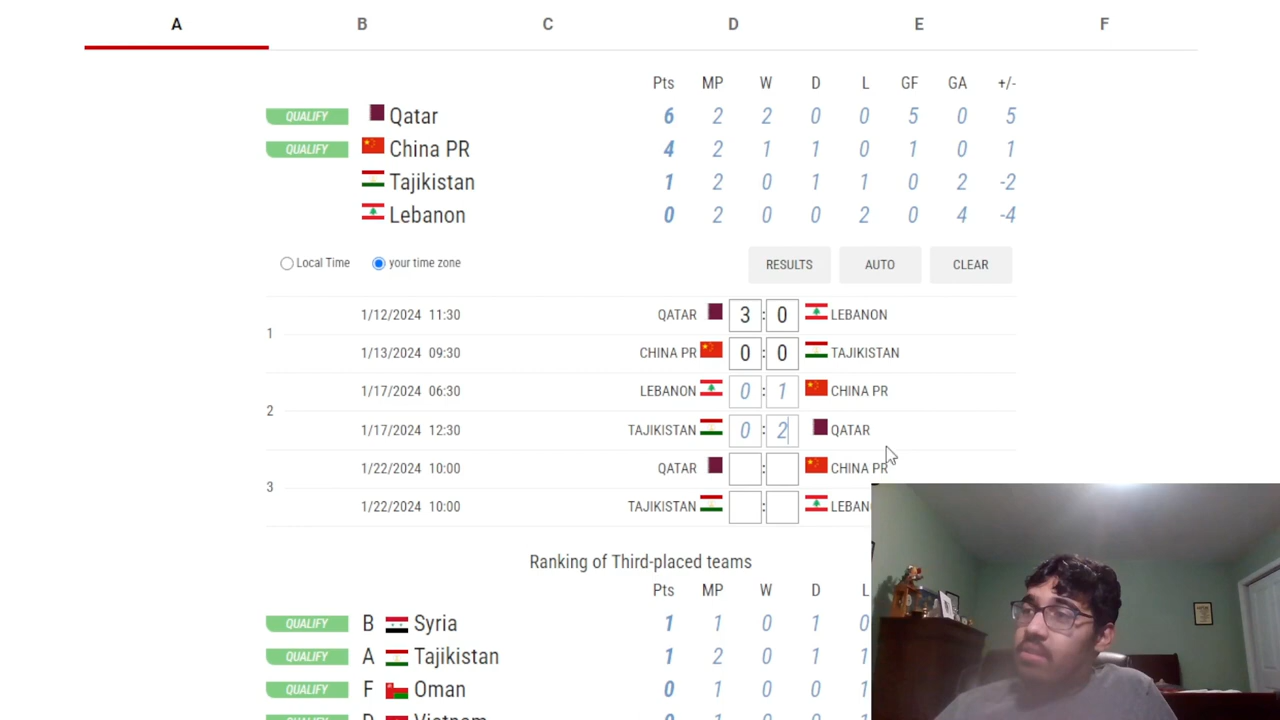 A B C D E F
Pts MP W D L GF GA +/-
QUALIFY Qatar 6 2 2 0 0 5 0 5
QUALIFY China PR 4 2 1 1 0 1 0 1
Tajikistan 1 2 0 1 1 0 2 -2
Lebanon 0 2 0 0 2 0 4 -4
Local Time your time zone RESULTS AUTO CLEAR
1
1/12/2024 11:30 QATAR 3 : 0 LEBANON
1/13/2024 09:30 CHINA PR 0 : 0 TAJIKISTAN
2
1/17/2024 06:30 LEBANON 0 : 1 CHINA PR
1/17/2024 12:30 TAJIKISTAN 0 : 2 QATAR
3
1/22/2024 10:00 QATAR : CHINA PR
1/22/2024 10:00 TAJIKISTAN : LEBAN
Ranking of Third-placed teams
Pts MP W D L
QUALIFY B Syria 1 1 0 1 0
QUALIFY A Tajikistan 1 2 0 1 1
QUALIFY F Oman 0 1 0 0 1